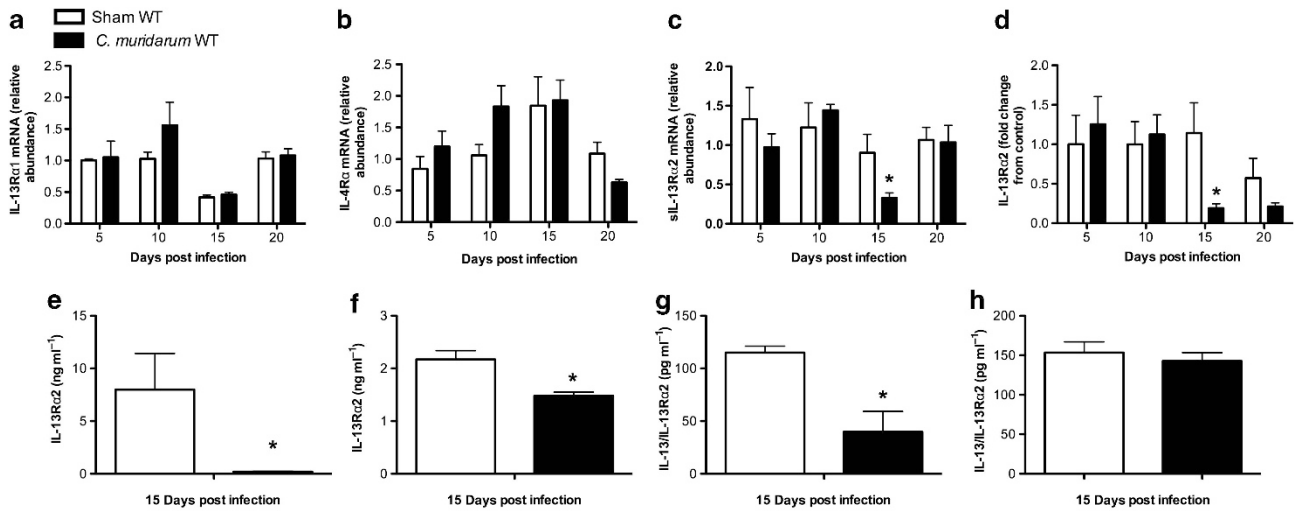 a
Sham WT
C. muridarum WT
IL-13Rα1 mRNA (relative
abundance)
2.5
2.0
1.5
1.0
0.5
0.0
5 10 15 20
Days post infection
b
IL-4Rα mRNA (relative
abundance)
2.5
2.0
1.5
1.0
0.5
0.0
5 10 15 20
Days post infection
c
sIL-13Rα2 mRNA (relative
abundance)
2.0
1.5
1.0
0.5
0.0
*
5 10 15 20
Days post infection
d
IL-13Rα2 (fold change
from control)
2.0
1.5
1.0
0.5
0.0
*
5 10 15 20
Days post infection
e
IL-13Rα2 (ng ml⁻¹)
15
10
5
0
*
15 Days post infection
f
IL-13Rα2 (ng ml⁻¹)
3
2
1
0
*
15 Days post infection
g
IL-13/IL-13Rα2 (pg ml⁻¹)
150
100
50
0
*
15 Days post infection
h
IL-13/IL-13Rα2 (pg ml⁻¹)
200
150
100
50
0
15 Days post infection